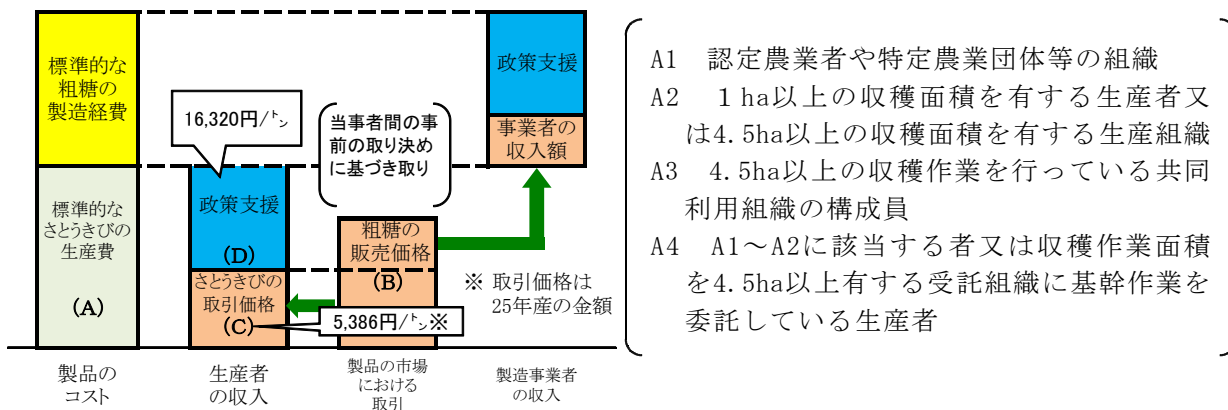 標準的な
粗糖の
製造経費
標準的な
さとうきびの
生産費
(A)
製品の
コスト
16,320円/㌧
政策支援
(D)
さとうきびの
取引価格
(C)
5,386円/㌧※
生産者
の収入
当事者間の事
前の取り決め
に基づき取り
粗糖の
販売価格
(B)
製品の市場
における
取引
政策支援
事業者の
収入額
※ 取引価格は
25年産の金額
製造事業者
の収入
A1 認定農業者や特定農業団体等の組織
A2 1ha以上の収穫面積を有する生産者又
は4.5ha以上の収穫面積を有する生産組織
A3 4.5ha以上の収穫作業を行っている共同
利用組織の構成員
A4 A1～A2に該当する者又は収穫作業面積
を4.5ha以上有する受託組織に基幹作業を
委託している生産者